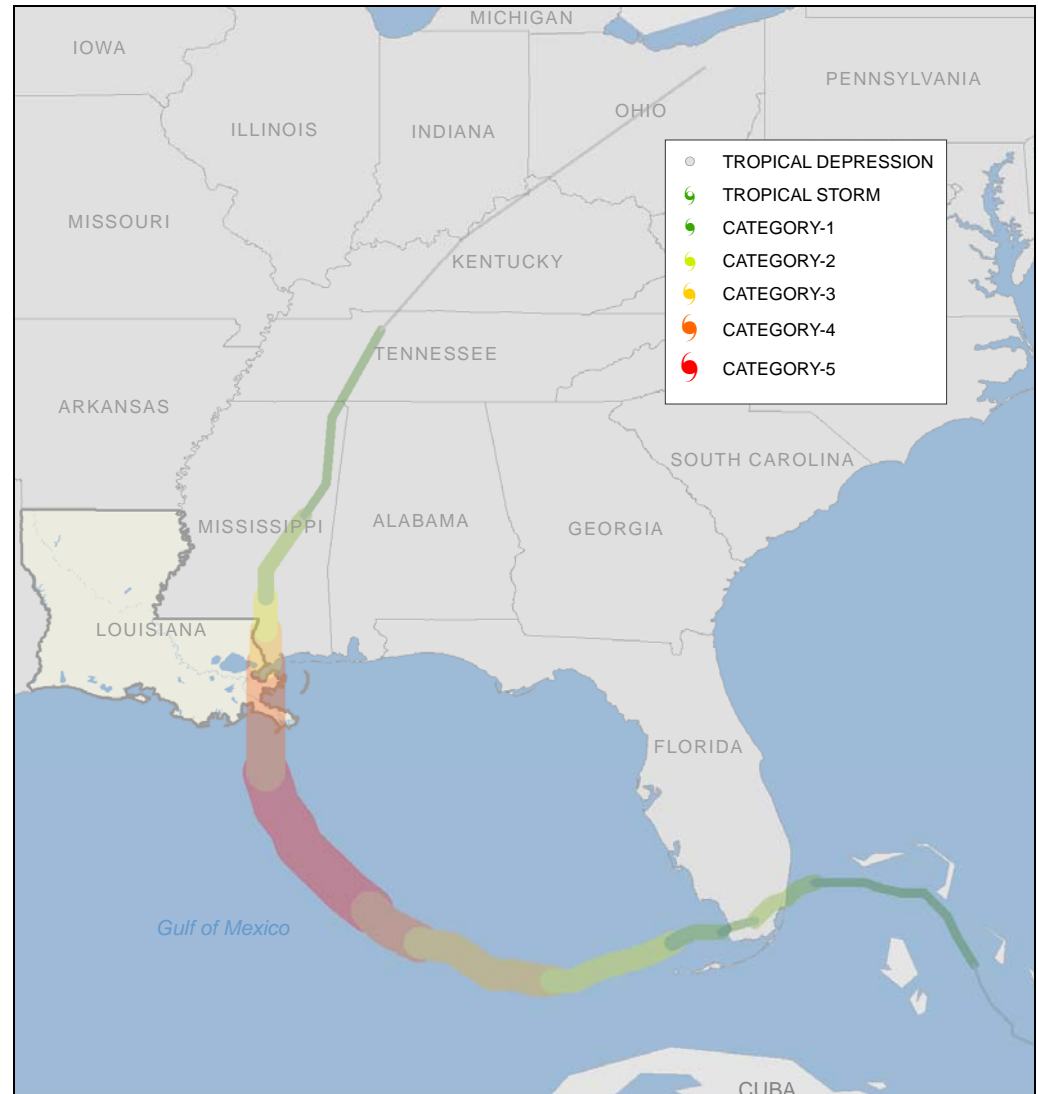 MICHIGAN
IOWA
PENNSYLVANIA
OHIO
ILLINOIS
INDIANA
TROPICAL DEPRESSION
TROPICAL STORM
CATEGORY-1
CATEGORY-2
CATEGORY-3
CATEGORY-4
CATEGORY-5
MISSOURI
KENTUCKY
TENNESSEE
ARKANSAS
SOUTH CAROLINA
MISSISSIPPI
ALABAMA
GEORGIA
LOUISIANA
FLORIDA
Gulf of Mexico
CUBA